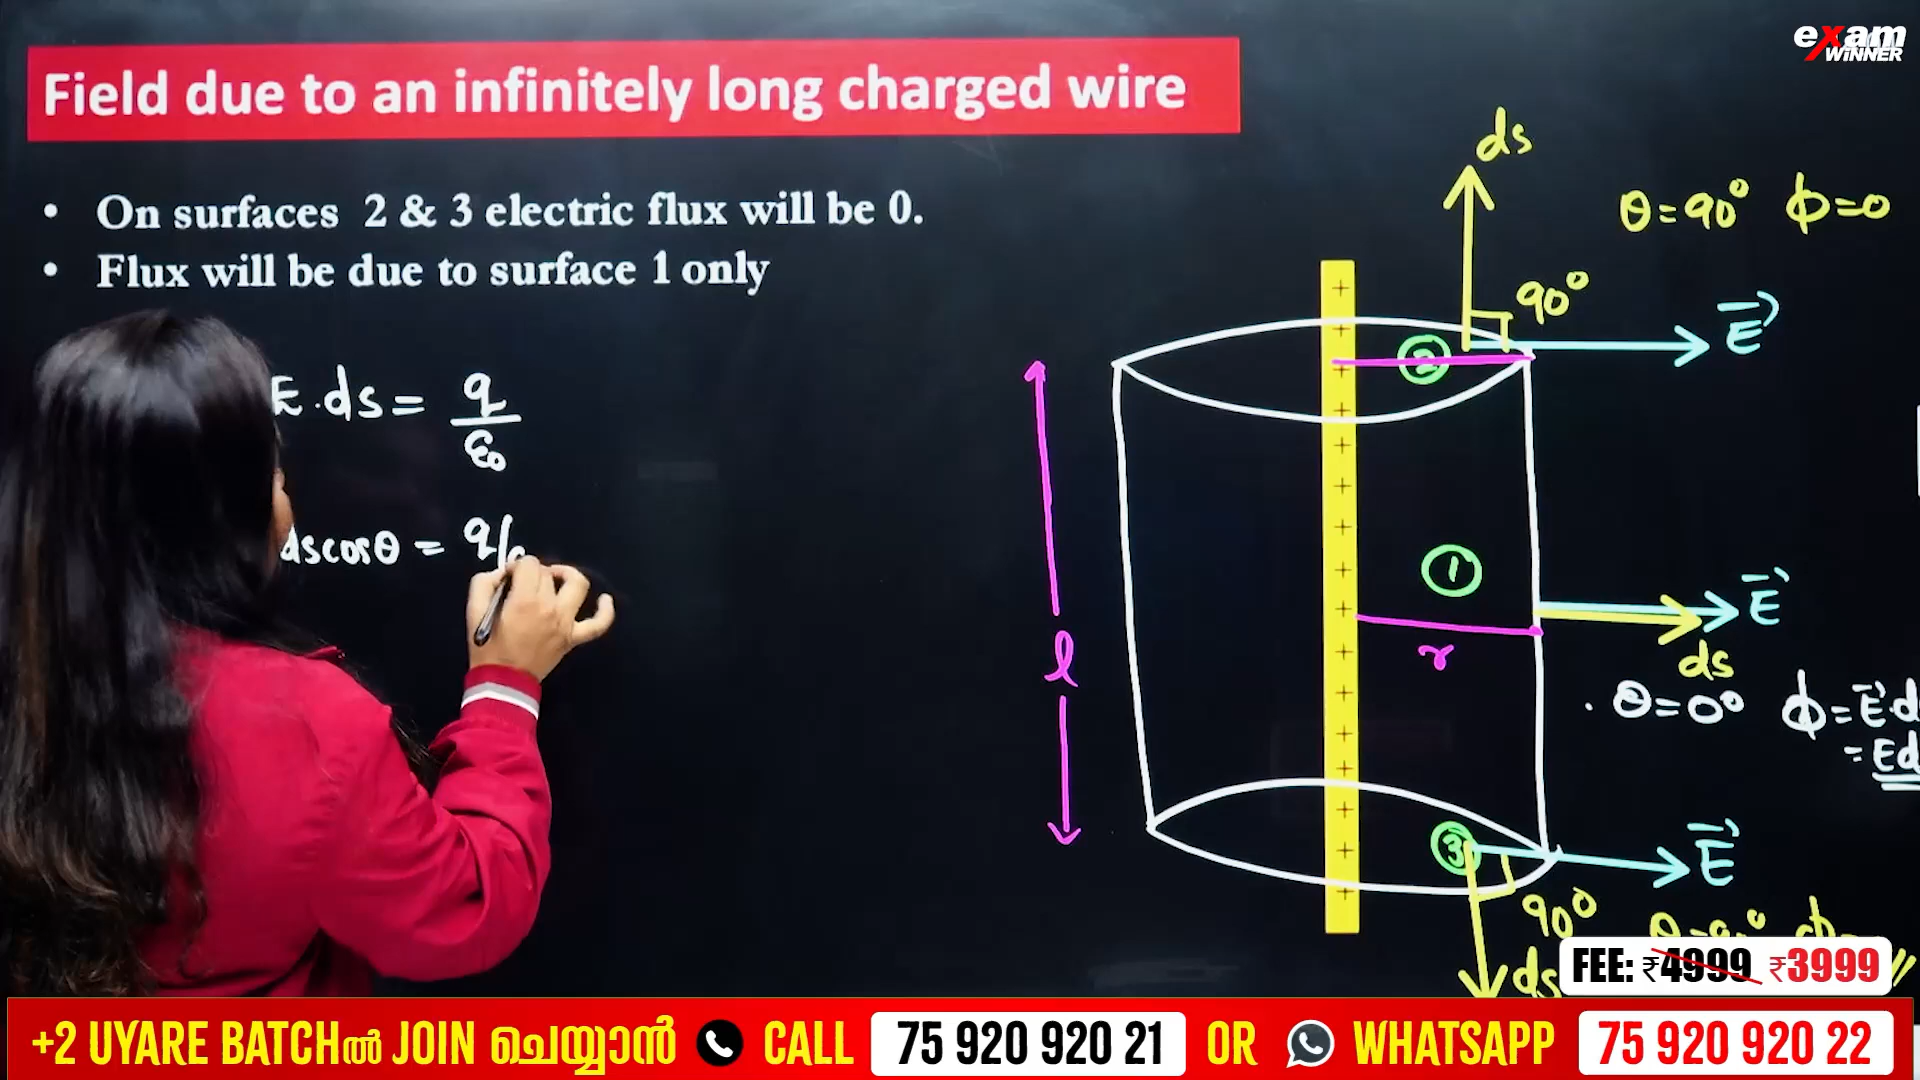 exam WINNER
Field due to an infinitely long charged wire
• On surfaces 2 & 3 electric flux will be 0.
• Flux will be due to surface 1 only
E.ds = q/ε₀
dscosθ = q/
ds
θ=90° φ=0
90°
E⃗
②
①
l
r
E⃗
ds
θ=0° φ=E⃗.d
=Ed
③
E⃗
90°
ds
FEE: ₹4999 ₹3999
+2 UYARE BATCHൽ JOIN ചെയ്യാൻ CALL 75 920 920 21 OR WHATSAPP 75 920 920 22